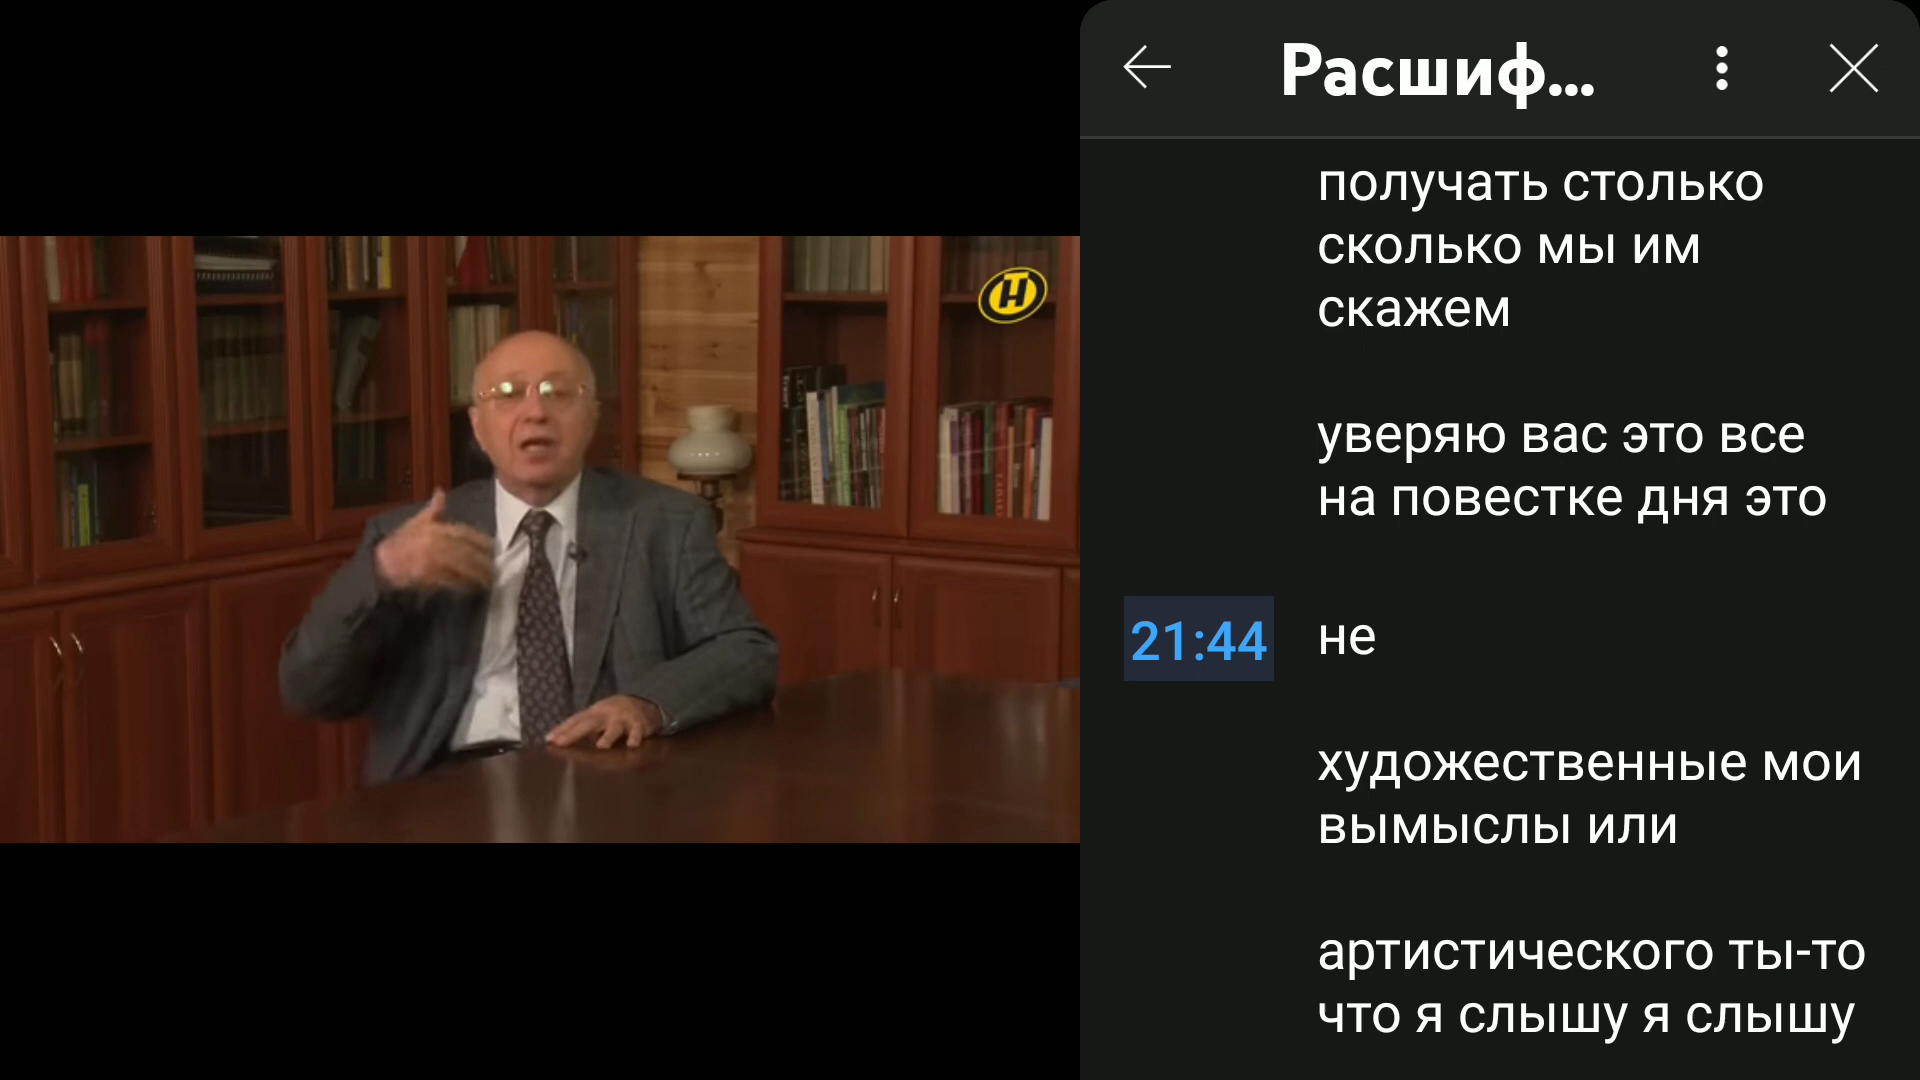 Расшиф...
получать столько
сколько мы им
скажем
уверяю вас это все
на повестке дня это
21:44
не
художественные мои
вымыслы или
артистического ты-то
что я слышу я слышу